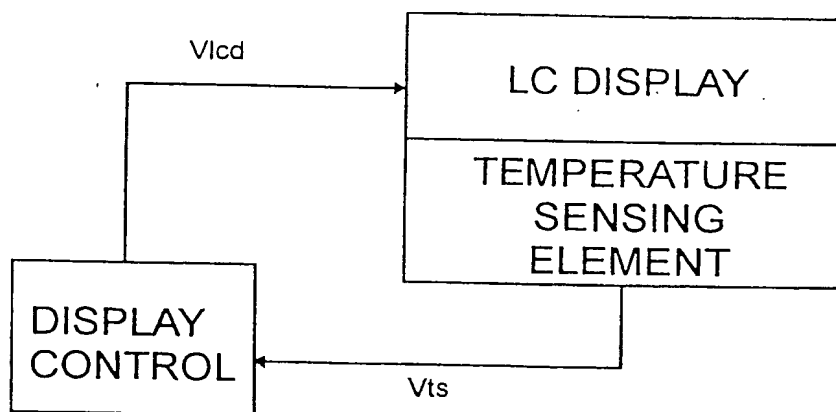 Vlcd
LC DISPLAY
TEMPERATURE
SENSING
ELEMENT
DISPLAY
CONTROL
Vts